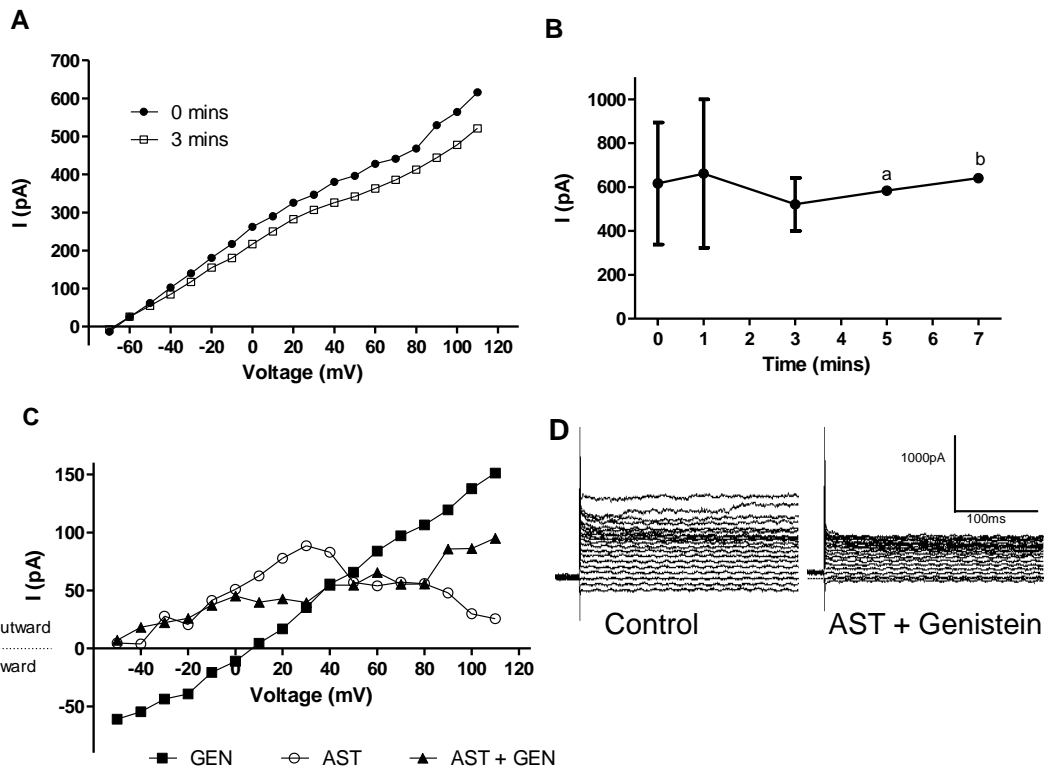 A
I (pA)
700
600
500
400
300
200
100
0
0 mins
3 mins
-60 -40 -20 0 20 40 60 80 100 120
Voltage (mV)
B
I (pA)
1000
800
600
400
200
0
a
b
0 1 2 3 4 5 6 7
Time (mins)
C
I (pA)
150
100
50
0
-50
utward
ward
-40 -20 0 20 40 60 80 100 120
Voltage (mV)
GEN AST AST + GEN
D
1000pA
100ms
Control
AST + Genistein